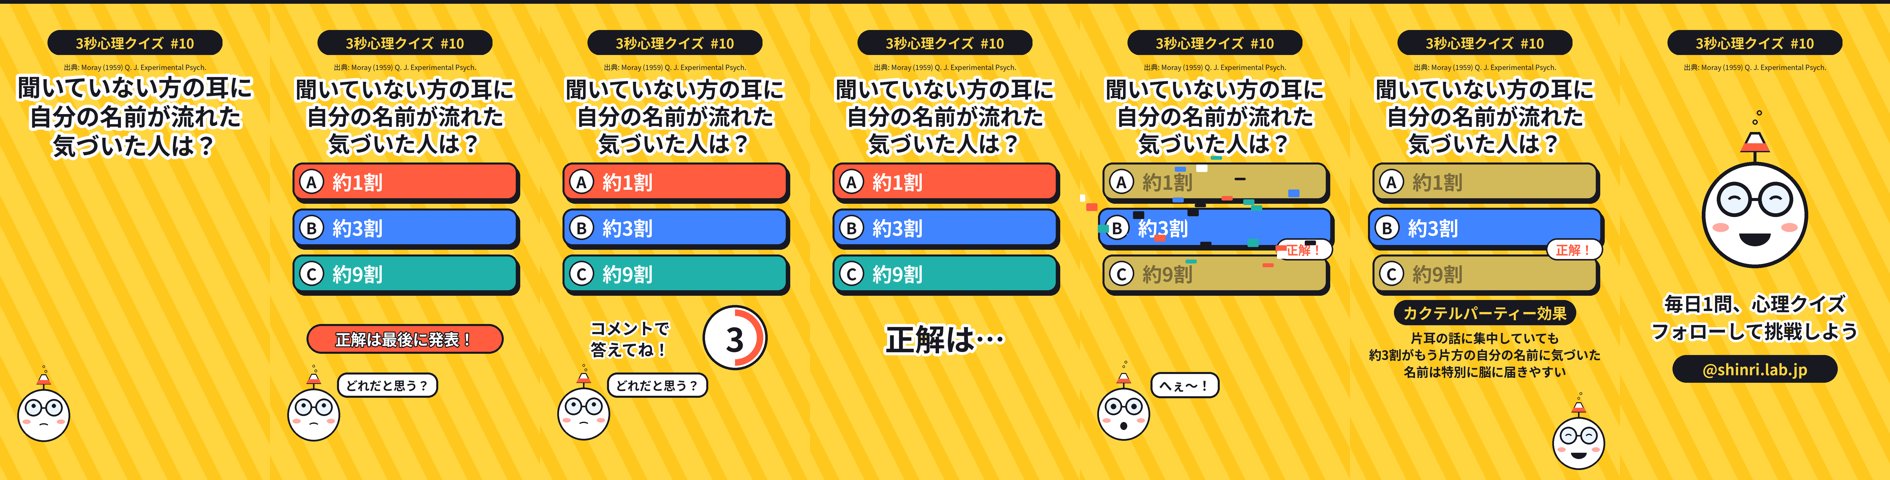 3秒心理クイズ #10
出典: Moray (1959) Q. J. Experimental Psych.
聞いていない方の耳に
自分の名前が流れた
気づいた人は？
3秒心理クイズ #10
出典: Moray (1959) Q. J. Experimental Psych.
聞いていない方の耳に
自分の名前が流れた
気づいた人は？
A 約1割
B 約3割
C 約9割
正解は最後に発表！
どれだと思う？
3秒心理クイズ #10
出典: Moray (1959) Q. J. Experimental Psych.
聞いていない方の耳に
自分の名前が流れた
気づいた人は？
A 約1割
B 約3割
C 約9割
コメントで
答えてね！
3
どれだと思う？
3秒心理クイズ #10
出典: Moray (1959) Q. J. Experimental Psych.
聞いていない方の耳に
自分の名前が流れた
気づいた人は？
A 約1割
B 約3割
C 約9割
正解は…
3秒心理クイズ #10
出典: Moray (1959) Q. J. Experimental Psych.
聞いていない方の耳に
自分の名前が流れた
気づいた人は？
A 約1割
B 約3割
正解！
C 約9割
へぇ〜！
3秒心理クイズ #10
出典: Moray (1959) Q. J. Experimental Psych.
聞いていない方の耳に
自分の名前が流れた
気づいた人は？
A 約1割
B 約3割
正解！
C 約9割
カクテルパーティー効果
片耳の話に集中していても
約3割がもう片方の自分の名前に気づいた
名前は特別に脳に届きやすい
3秒心理クイズ #10
出典: Moray (1959) Q. J. Experimental Psych.
毎日1問、心理クイズ
フォローして挑戦しよう
@shinri.lab.jp